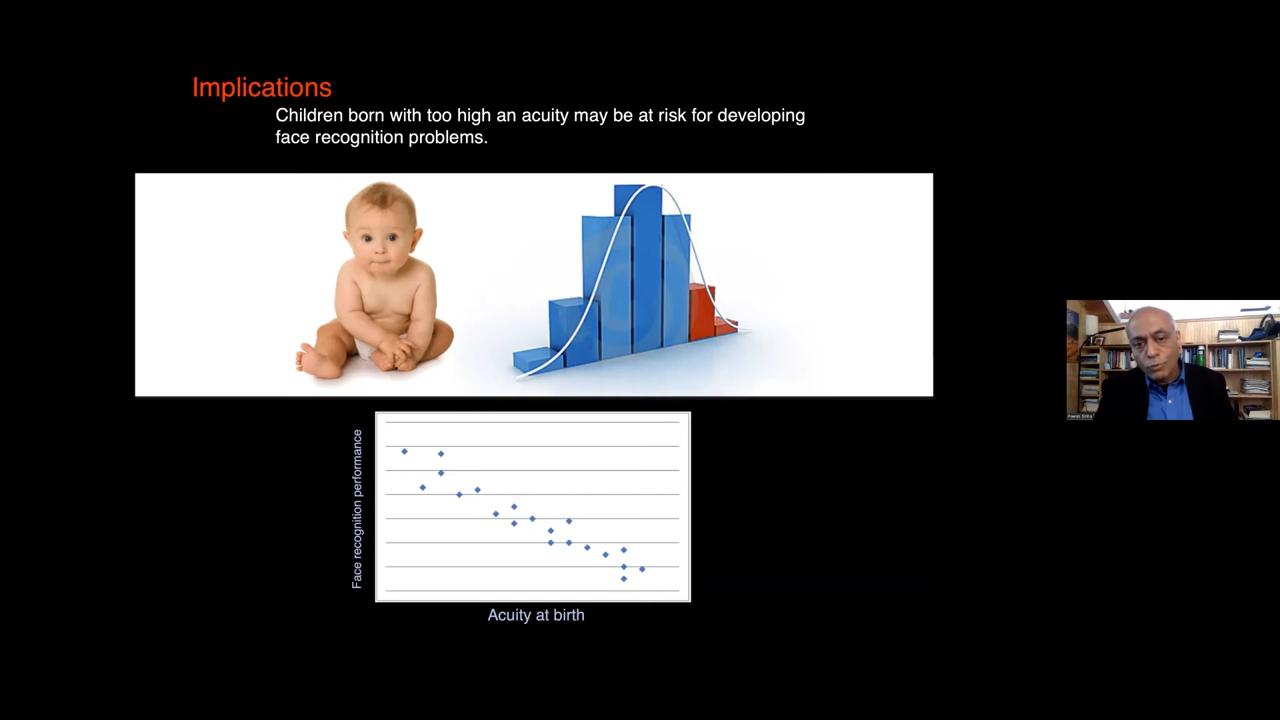 Implications
Children born with too high an acuity may be at risk for developing
face recognition problems.
Face recognition performance
Acuity at birth